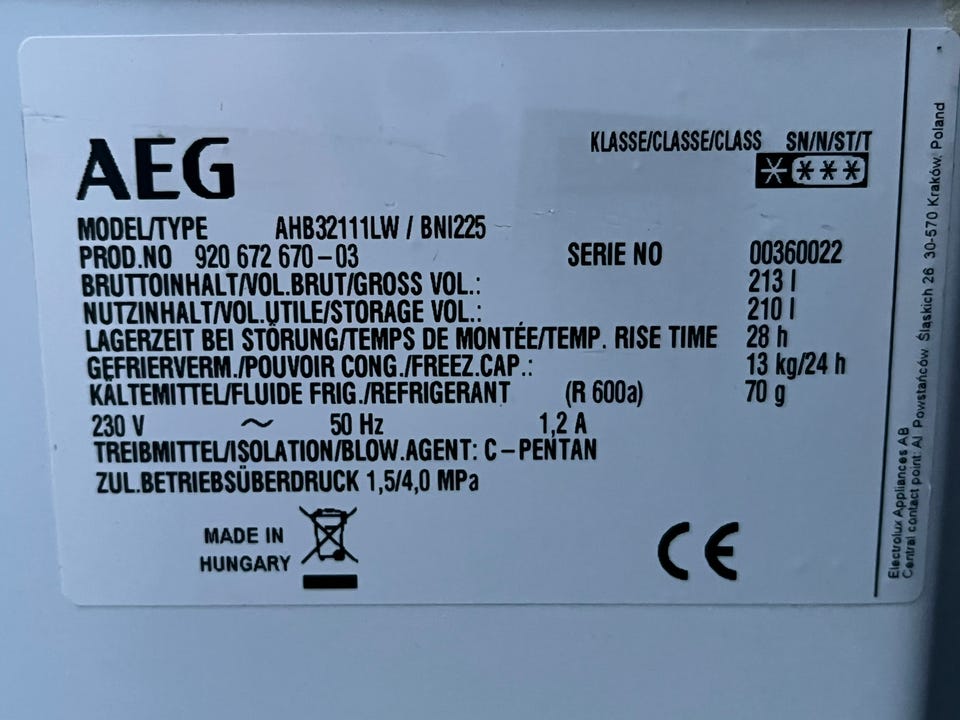 AEG
KLASSE/CLASSE/CLASS SN/N/ST/T
MODEL/TYPE AHB32111LW / BNI225
PROD.NO 920 672 670-03 SERIE NO 00360022
BRUTTOINHALT/VOL.BRUT/GROSS VOL.: 213 l
NUTZINHALT/VOL.UTILE/STORAGE VOL.: 210 l
LAGERZEIT BEI STÖRUNG/TEMPS DE MONTÉE/TEMP. RISE TIME 28 h
GEFRIERVERM./POUVOIR CONG./FREEZ.CAP.: 13 kg/24 h
KÄLTEMITTEL/FLUIDE FRIG./REFRIGERANT (R 600a) 70 g
230 V ~ 50 Hz 1,2 A
TREIBMITTEL/ISOLATION/BLOW.AGENT: C-PENTAN
ZUL.BETRIEBSÜBERDRUCK 1,5/4,0 MPa
MADE IN
HUNGARY
CE
Electrolux Appliances AB
Central contact point: Al. Powstańców Śląskich 26 30-570 Kraków, Poland